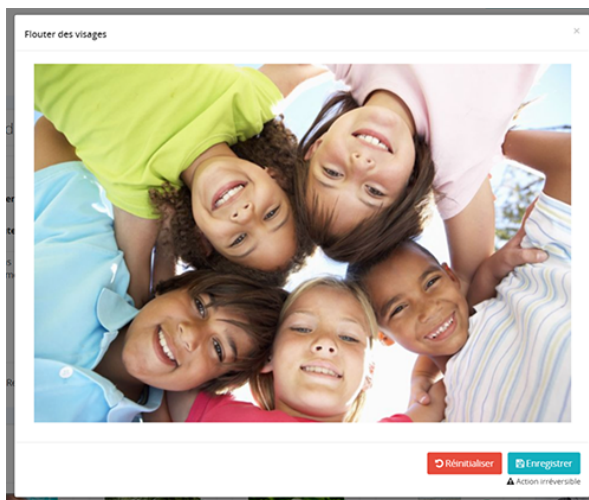 Flouter des visages
×
Réinitialiser
Enregistrer
Action irréversible